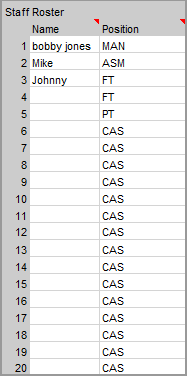 Staff Roster
Name Position
1 bobby jones MAN
2 Mike ASM
3 Johnny FT
4 FT
5 PT
6 CAS
7 CAS
8 CAS
9 CAS
10 CAS
11 CAS
12 CAS
13 CAS
14 CAS
15 CAS
16 CAS
17 CAS
18 CAS
19 CAS
20 CAS